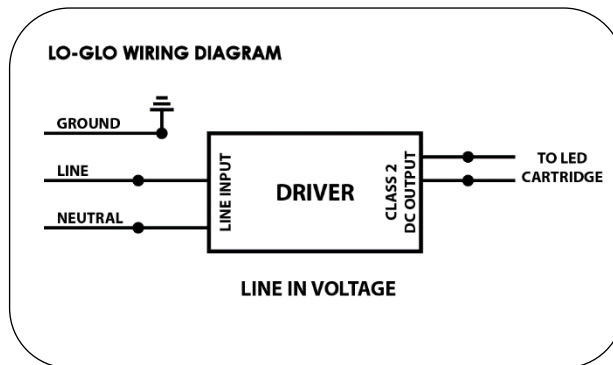 LO-GLO WIRING DIAGRAM
GROUND
LINE
NEUTRAL
LINE INPUT
DRIVER
CLASS 2
DC OUTPUT
TO LED
CARTRIDGE
LINE IN VOLTAGE